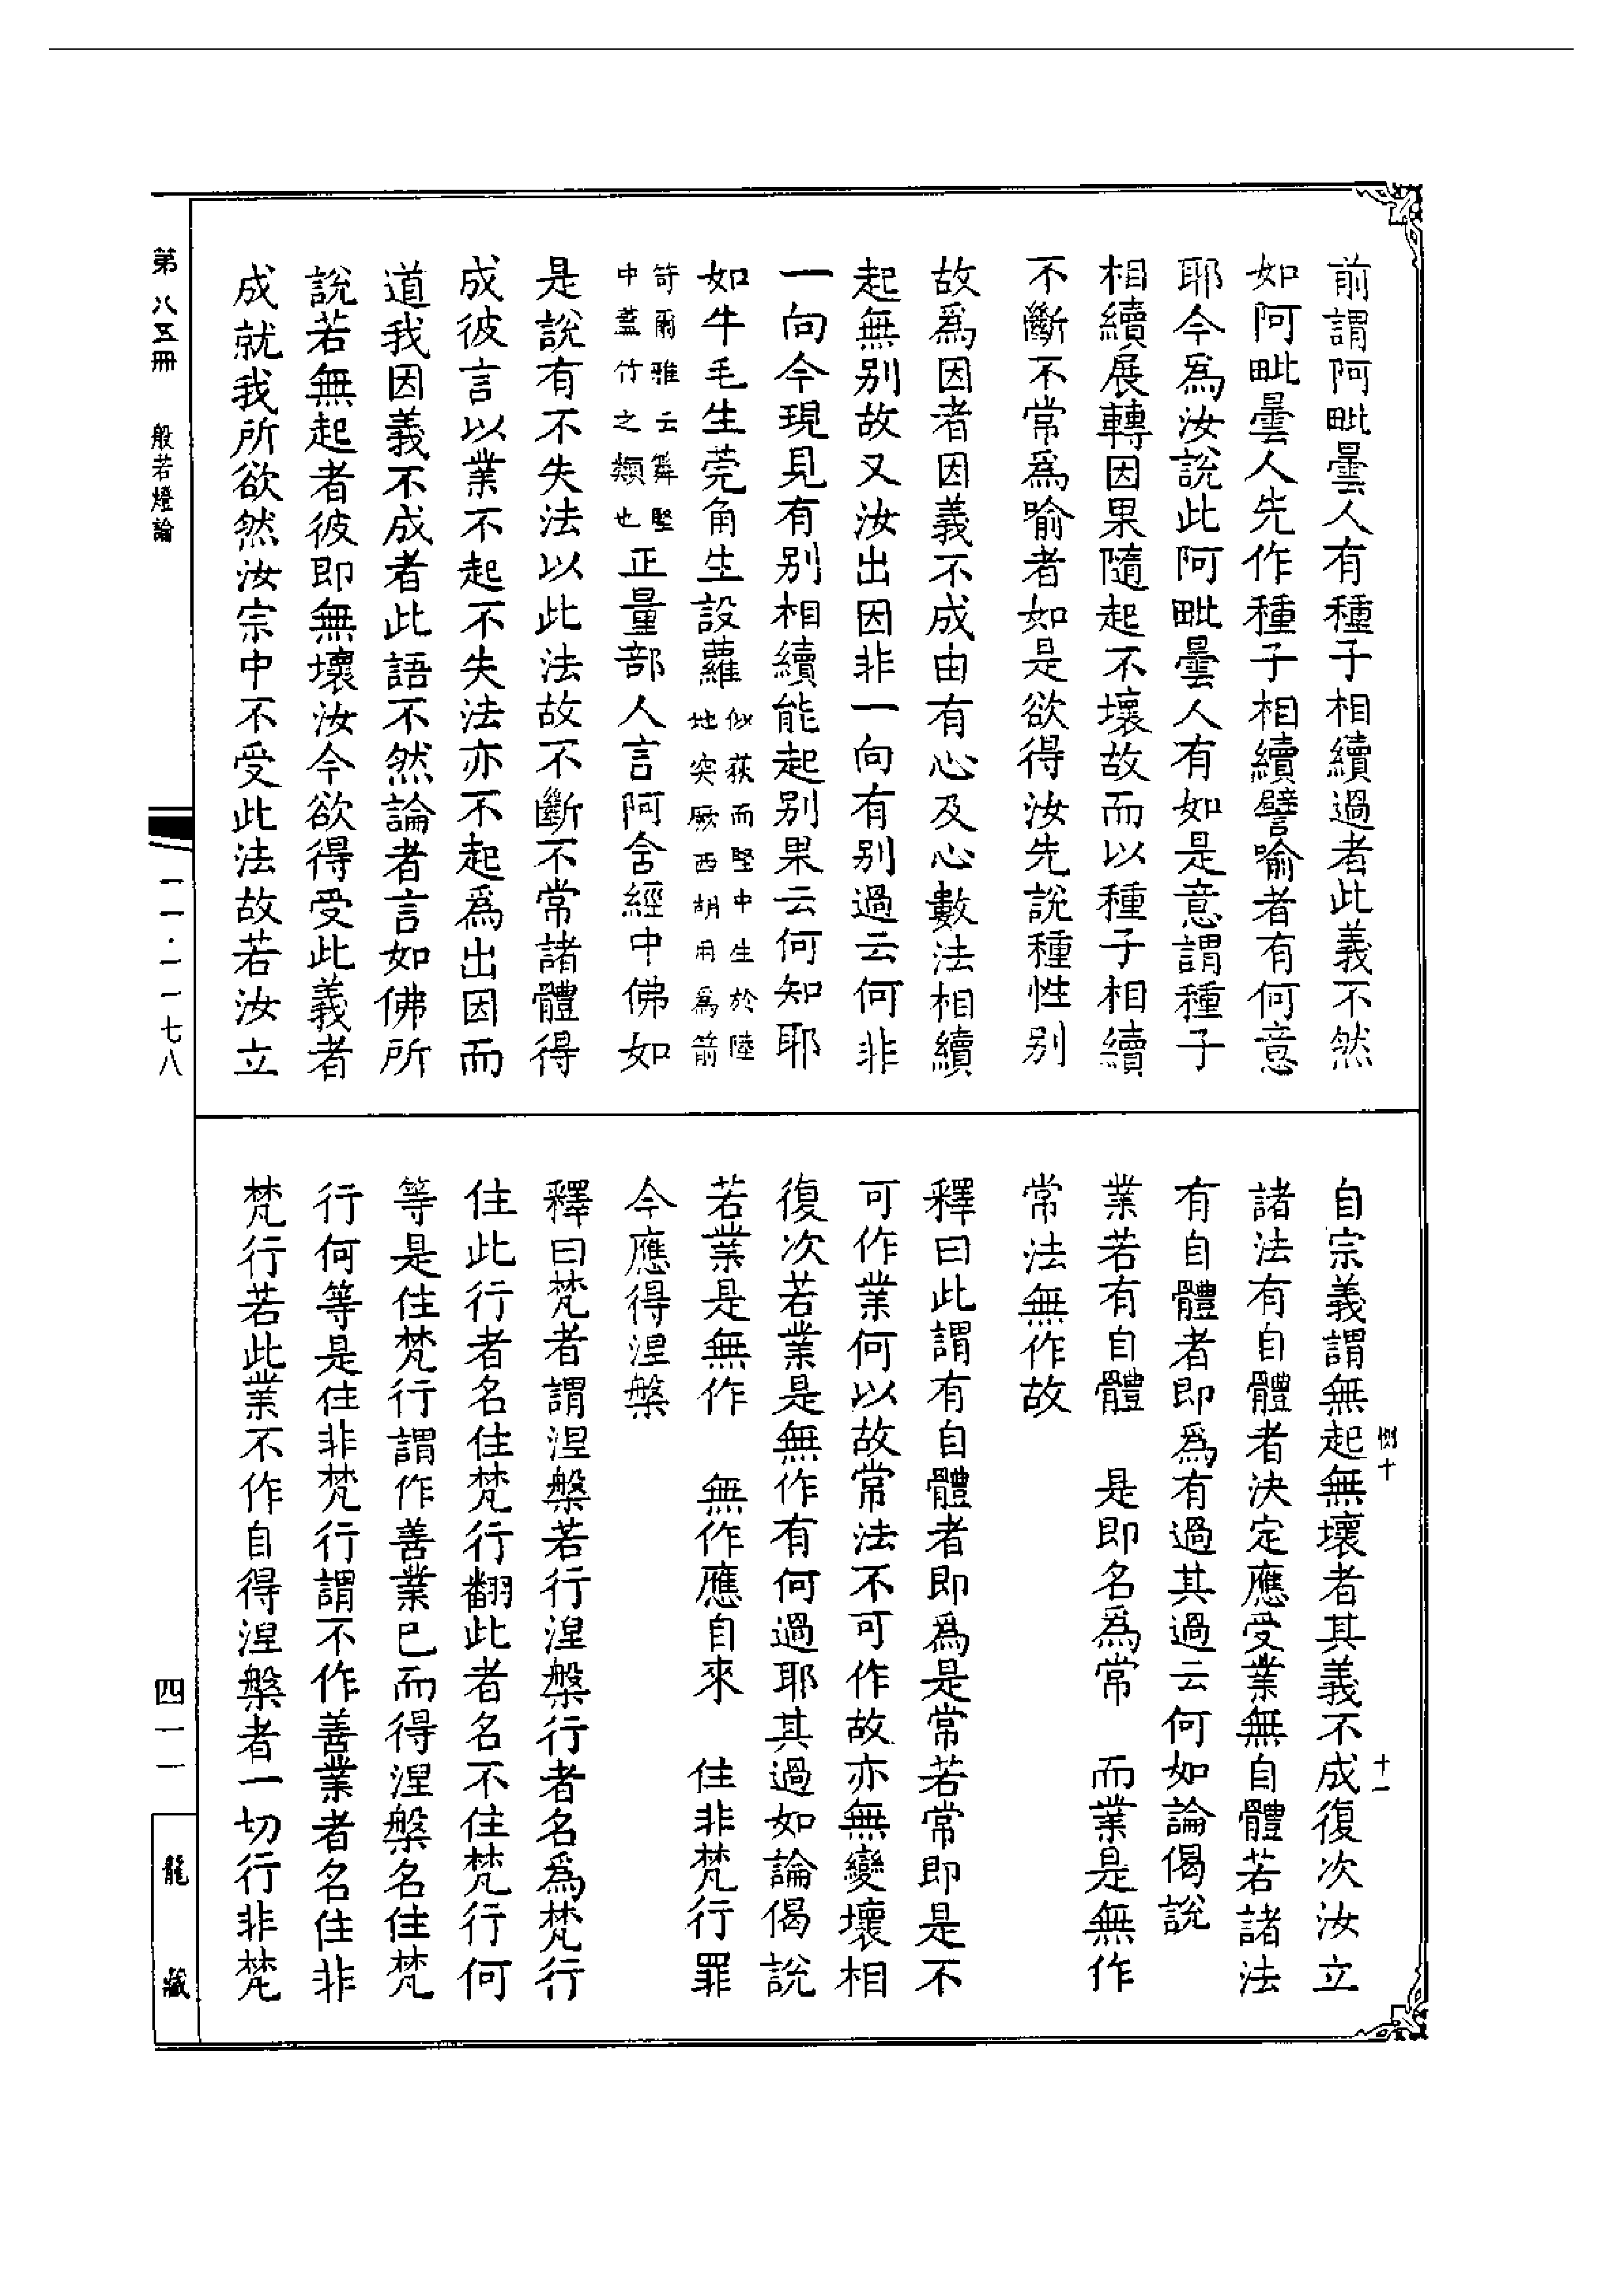 前謂阿毗曇人有種子相續過者此義不然
如阿毗曇人先作種子相續譬喻者有何意
耶今爲汝說此阿毗曇人有如是意謂種子
相續展轉因果隨起不壞故而以種子相續
不斷不常爲喻者如是欲得汝先說種性别
故爲因者因義不成由有心及心數法相續
起無别故又汝出因非一向有别過云何非
一向今現見有别相續能起别果云何知耶
如牛毛生莞角生設蘿似荻而堅中生於陸地突厥西胡用爲箭
笴爾雅云簳堅中蓋竹之類也正量部人言阿含經中佛如
是說有不失法以此法故不斷不常諸體得
成彼言以業不起不失法亦不起爲出因而
道我因義不成者此語不然論者言如佛所
說若無起者彼即無壞汝今欲得受此義者
成就我所欲然汝宗中不受此法故若汝立
自宗義謂無起無壞者其義不成復次汝立
諸法有自體者決定應受業無自體若諸法
有自體者即爲有過其過云何如論偈說
業若有自體　是即名爲常　而業是無作
常法無作故
釋曰此謂有自體者即爲是常若常即是不
可作業何以故常法不可作故亦無變壞相
復次若業是無作有何過耶其過如論偈說
若業是無作　無作應自來　住非梵行罪
今應得涅槃
釋曰梵者謂涅槃若行涅槃行者名爲梵行
住此行者名住梵行翻此者名不住梵行何
等是住梵行謂作善業已而得涅槃名住梵
行何等是住非梵行謂不作善業者名住非
梵行若此業不作自得涅槃者一切行非梵
惻十
十一
第八五冊
般若燈論
一一·一一七八
四一一
龍藏